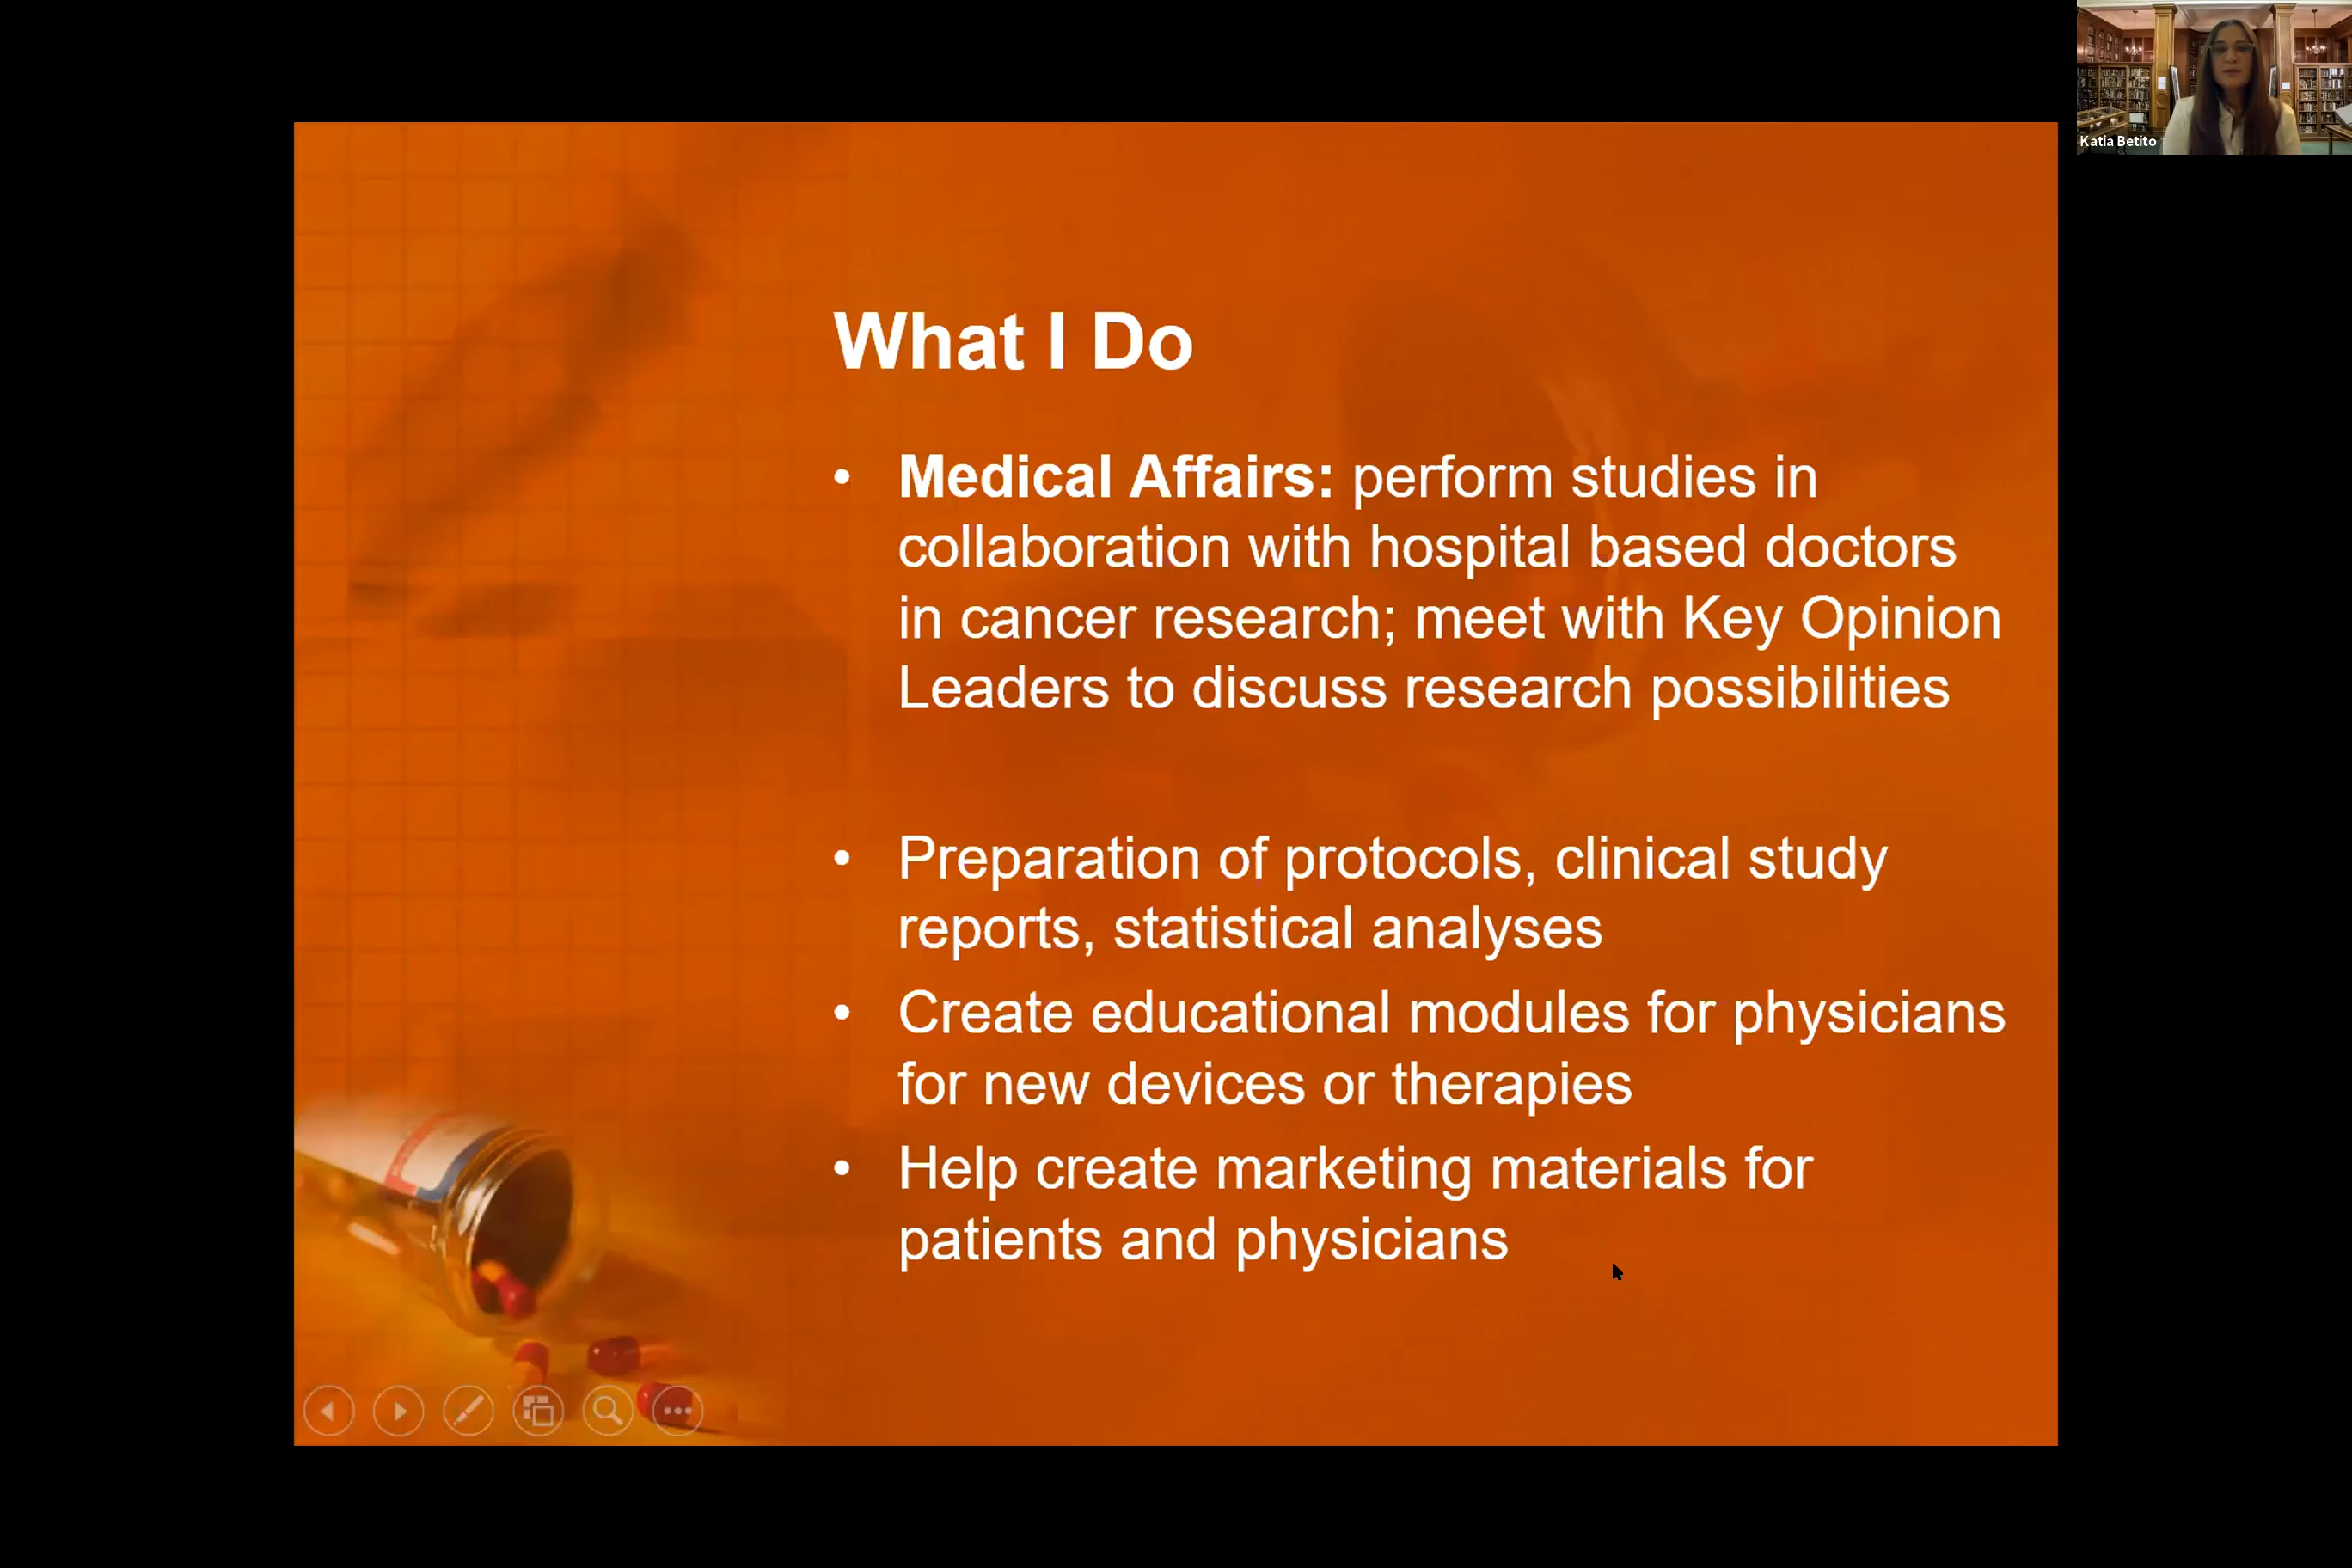 Katia Betito
What I Do
• Medical Affairs: perform studies in
collaboration with hospital based doctors
in cancer research; meet with Key Opinion
Leaders to discuss research possibilities
• Preparation of protocols, clinical study
reports, statistical analyses
• Create educational modules for physicians
for new devices or therapies
• Help create marketing materials for
patients and physicians